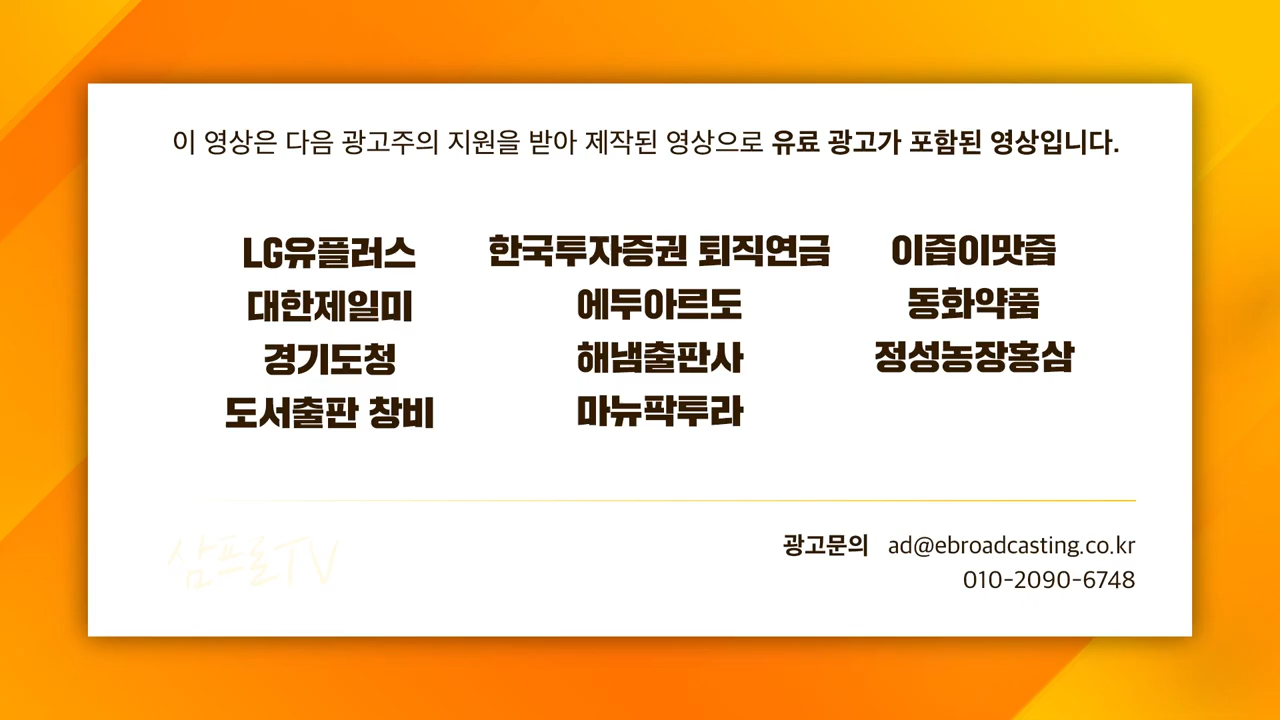 이 영상은 다음 광고주의 지원을 받아 제작된 영상으로 유료 광고가 포함된 영상입니다.
LG유플러스 한국투자증권 퇴직연금 이즙이맛즙
대한제일미 에두아르도 동화약품
경기도청 해냄출판사 정성농장홍삼
도서출판 창비 마뉴팍투라
삼프로TV
광고문의 ad@ebroadcasting.co.kr
010-2090-6748